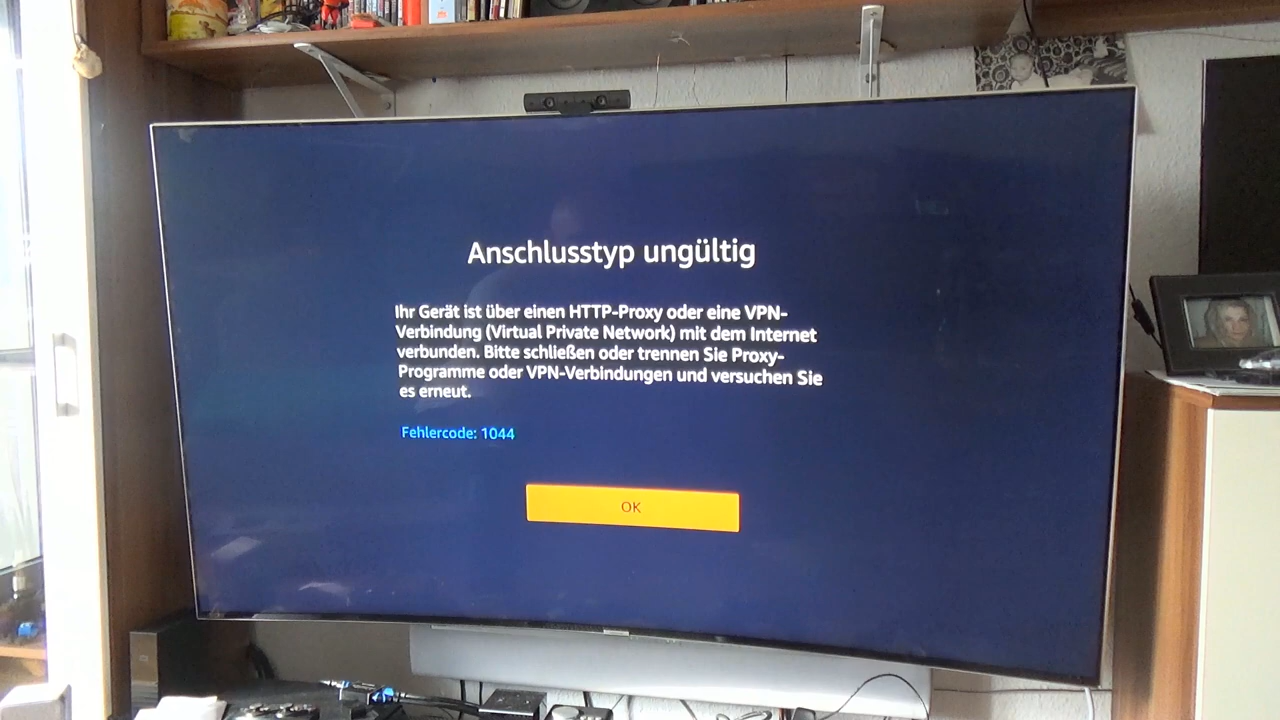 Anschlusstyp ungültig
Ihr Gerät ist über einen HTTP-Proxy oder eine VPN-
Verbindung (Virtual Private Network) mit dem Internet
verbunden. Bitte schließen oder trennen Sie Proxy-
Programme oder VPN-Verbindungen und versuchen Sie
es erneut.
Fehlercode: 1044
OK